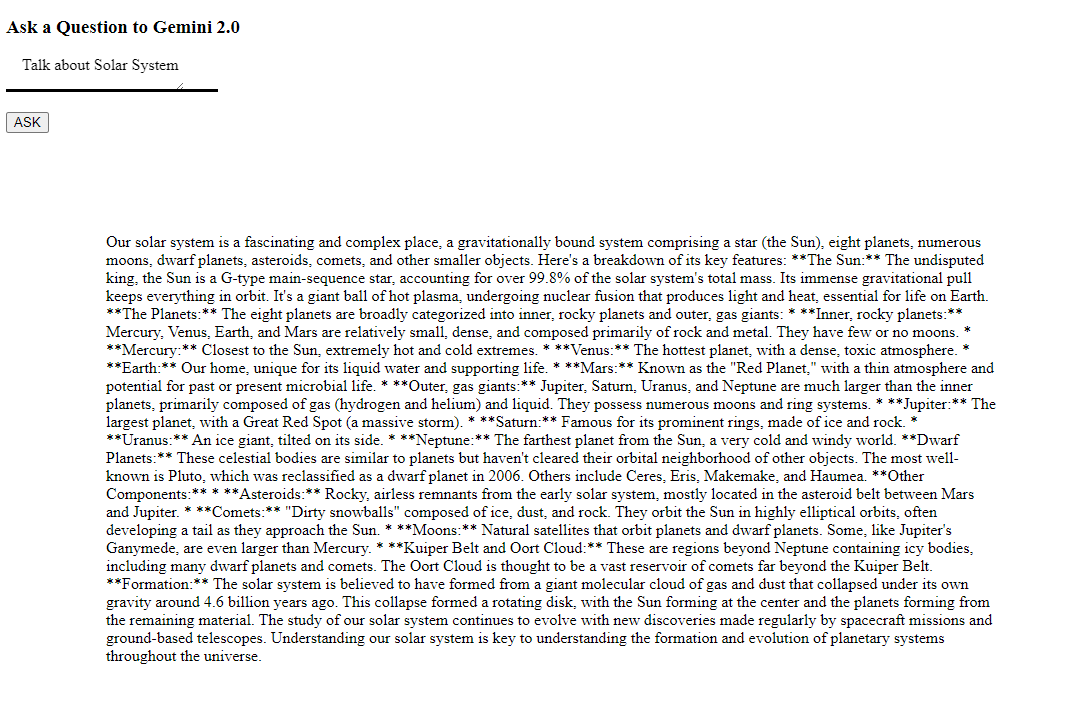 Ask a Question to Gemini 2.0
Talk about Solar System
ASK
Our solar system is a fascinating and complex place, a gravitationally bound system comprising a star (the Sun), eight planets, numerous
moons, dwarf planets, asteroids, comets, and other smaller objects. Here's a breakdown of its key features: **The Sun:** The undisputed
king, the Sun is a G-type main-sequence star, accounting for over 99.8% of the solar system's total mass. Its immense gravitational pull
keeps everything in orbit. It's a giant ball of hot plasma, undergoing nuclear fusion that produces light and heat, essential for life on Earth.
**The Planets:** The eight planets are broadly categorized into inner, rocky planets and outer, gas giants: * **Inner, rocky planets:**
Mercury, Venus, Earth, and Mars are relatively small, dense, and composed primarily of rock and metal. They have few or no moons. *
**Mercury:** Closest to the Sun, extremely hot and cold extremes. * **Venus:** The hottest planet, with a dense, toxic atmosphere. *
**Earth:** Our home, unique for its liquid water and supporting life. * **Mars:** Known as the "Red Planet," with a thin atmosphere and
potential for past or present microbial life. * **Outer, gas giants:** Jupiter, Saturn, Uranus, and Neptune are much larger than the inner
planets, primarily composed of gas (hydrogen and helium) and liquid. They possess numerous moons and ring systems. * **Jupiter:** The
largest planet, with a Great Red Spot (a massive storm). * **Saturn:** Famous for its prominent rings, made of ice and rock. *
**Uranus:** An ice giant, tilted on its side. * **Neptune:** The farthest planet from the Sun, a very cold and windy world. **Dwarf
Planets:** These celestial bodies are similar to planets but haven't cleared their orbital neighborhood of other objects. The most well-
known is Pluto, which was reclassified as a dwarf planet in 2006. Others include Ceres, Eris, Makemake, and Haumea. **Other
Components:** * **Asteroids:** Rocky, airless remnants from the early solar system, mostly located in the asteroid belt between Mars
and Jupiter. * **Comets:** "Dirty snowballs" composed of ice, dust, and rock. They orbit the Sun in highly elliptical orbits, often
developing a tail as they approach the Sun. * **Moons:** Natural satellites that orbit planets and dwarf planets. Some, like Jupiter's
Ganymede, are even larger than Mercury. * **Kuiper Belt and Oort Cloud:** These are regions beyond Neptune containing icy bodies,
including many dwarf planets and comets. The Oort Cloud is thought to be a vast reservoir of comets far beyond the Kuiper Belt.
**Formation:** The solar system is believed to have formed from a giant molecular cloud of gas and dust that collapsed under its own
gravity around 4.6 billion years ago. This collapse formed a rotating disk, with the Sun forming at the center and the planets forming from
the remaining material. The study of our solar system continues to evolve with new discoveries made regularly by spacecraft missions and
ground-based telescopes. Understanding our solar system is key to understanding the formation and evolution of planetary systems
throughout the universe.